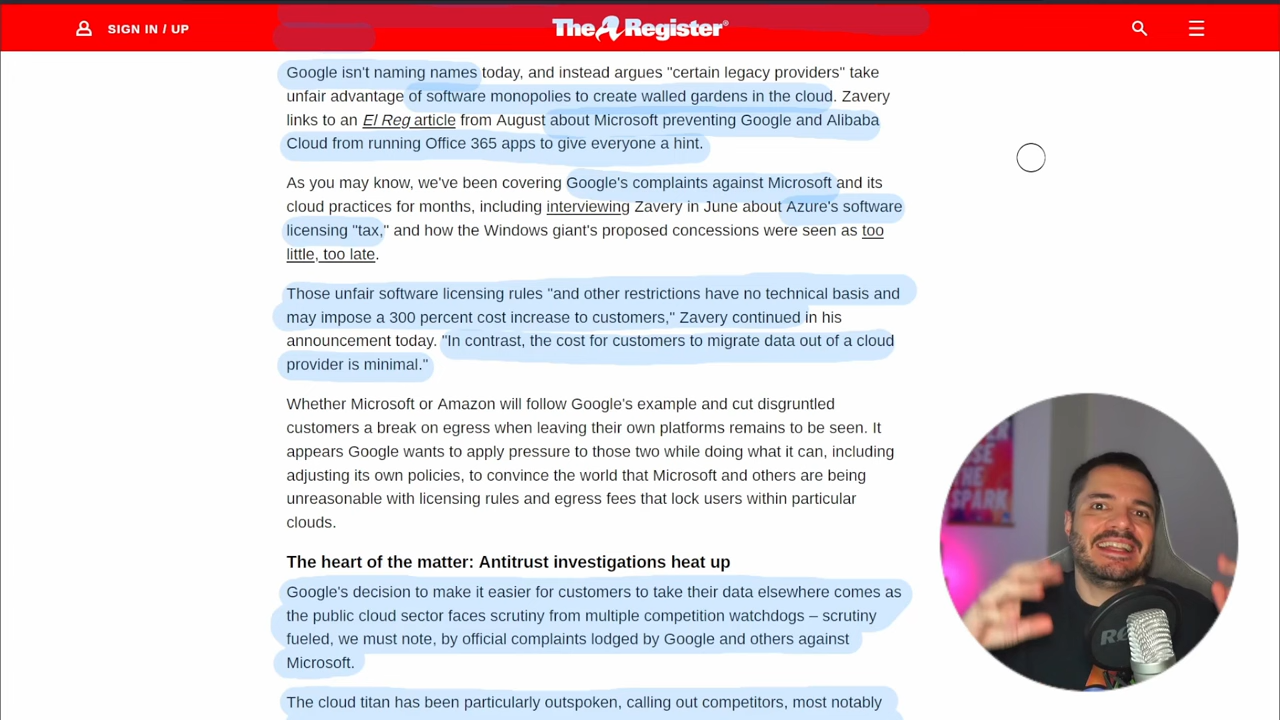 SIGN IN / UP
The Register®
Google isn't naming names today, and instead argues "certain legacy providers" take
unfair advantage of software monopolies to create walled gardens in the cloud. Zavery
links to an El Reg article from August about Microsoft preventing Google and Alibaba
Cloud from running Office 365 apps to give everyone a hint.
As you may know, we've been covering Google's complaints against Microsoft and its
cloud practices for months, including interviewing Zavery in June about Azure's software
licensing "tax," and how the Windows giant's proposed concessions were seen as too
little, too late.
Those unfair software licensing rules "and other restrictions have no technical basis and
may impose a 300 percent cost increase to customers," Zavery continued in his
announcement today. "In contrast, the cost for customers to migrate data out of a cloud
provider is minimal."
Whether Microsoft or Amazon will follow Google's example and cut disgruntled
customers a break on egress when leaving their own platforms remains to be seen. It
appears Google wants to apply pressure to those two while doing what it can, including
adjusting its own policies, to convince the world that Microsoft and others are being
unreasonable with licensing rules and egress fees that lock users within particular
clouds.
The heart of the matter: Antitrust investigations heat up
Google's decision to make it easier for customers to take their data elsewhere comes as
the public cloud sector faces scrutiny from multiple competition watchdogs – scrutiny
fueled, we must note, by official complaints lodged by Google and others against
Microsoft.
The cloud titan has been particularly outspoken, calling out competitors, most notably
THE
SPARK